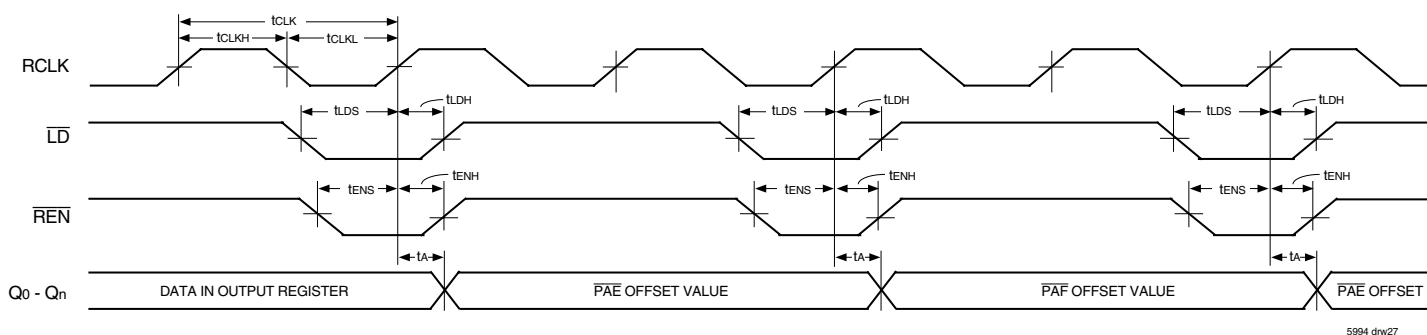 tCLK
tCLKH tCLKL
RCLK
tLDS tLDH tLDS tLDH tLDS tLDH
LD
tENS tENH tENS tENH tENS tENH
REN
tA tA tA
Q0 - Qn DATA IN OUTPUT REGISTER PAE OFFSET VALUE PAF OFFSET VALUE PAE OFFSET
5994 drw27